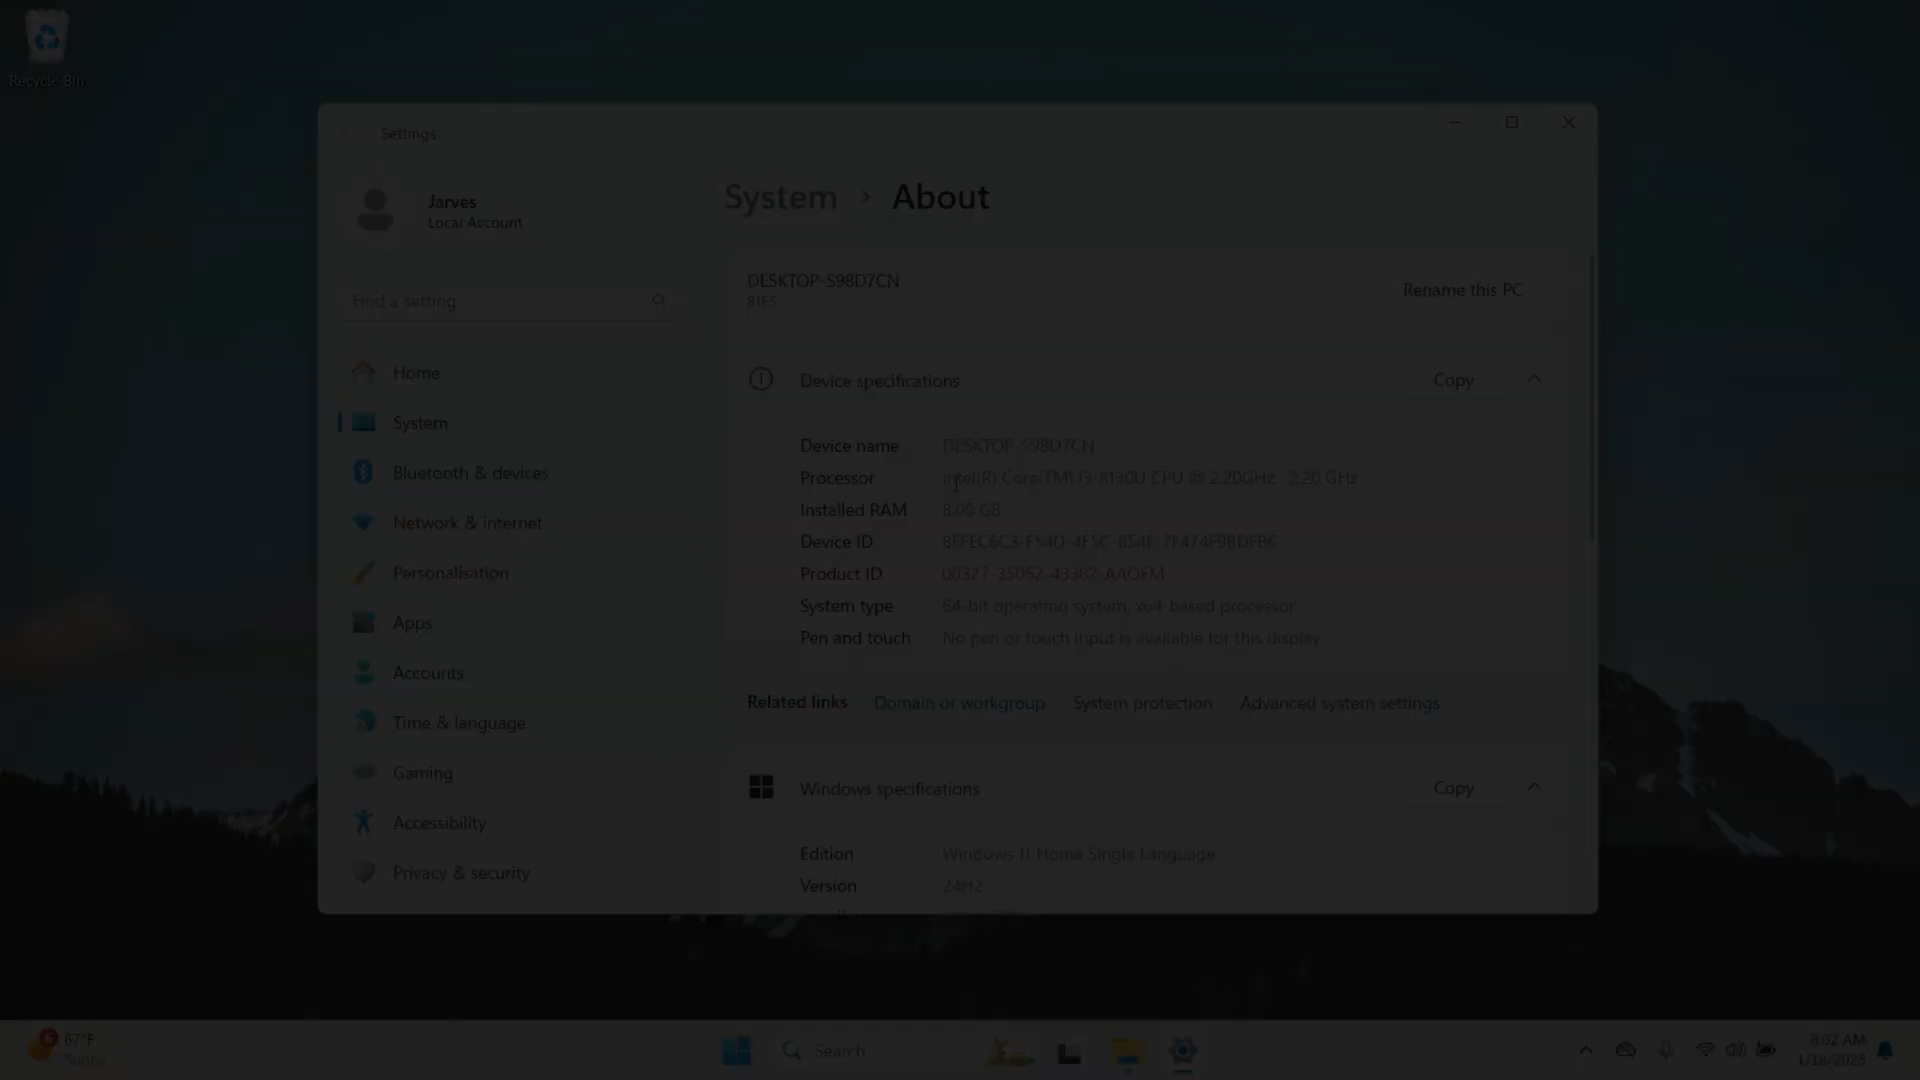 Recycle Bin
Settings
Jarves
Local Account
Find a setting
Home
System
Bluetooth & devices
Network & internet
Personalisation
Apps
Accounts
Time & language
Gaming
Accessibility
Privacy & security
System > About
DESKTOP-S98D7CN
Rename this PC
Device specifications
Copy
Device name DESKTOP-S98D7CN
Processor Intel(R) Core(TM) i3-8130U CPU @ 2.20GHz 2.20 GHz
Installed RAM 8.00 GB
Device ID
Product ID
System type 64-bit operating system, x64-based processor
Pen and touch No pen or touch input is available for this display
Related links Domain or workgroup System protection Advanced system settings
Windows specifications
Copy
Edition Windows 11 Home Single Language
Version 24H2
67°F
Sunny
Search
8:02 AM